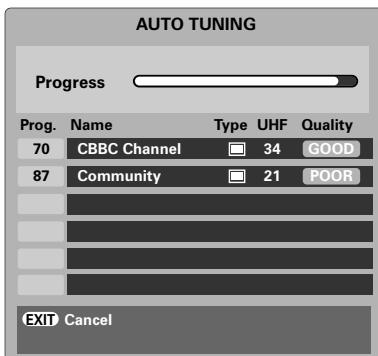 AUTO TUNING
Progress
Prog. Name Type UHF Quality
70 CBBC Channel 34 GOOD
87 Community 21 POOR
EXIT Cancel